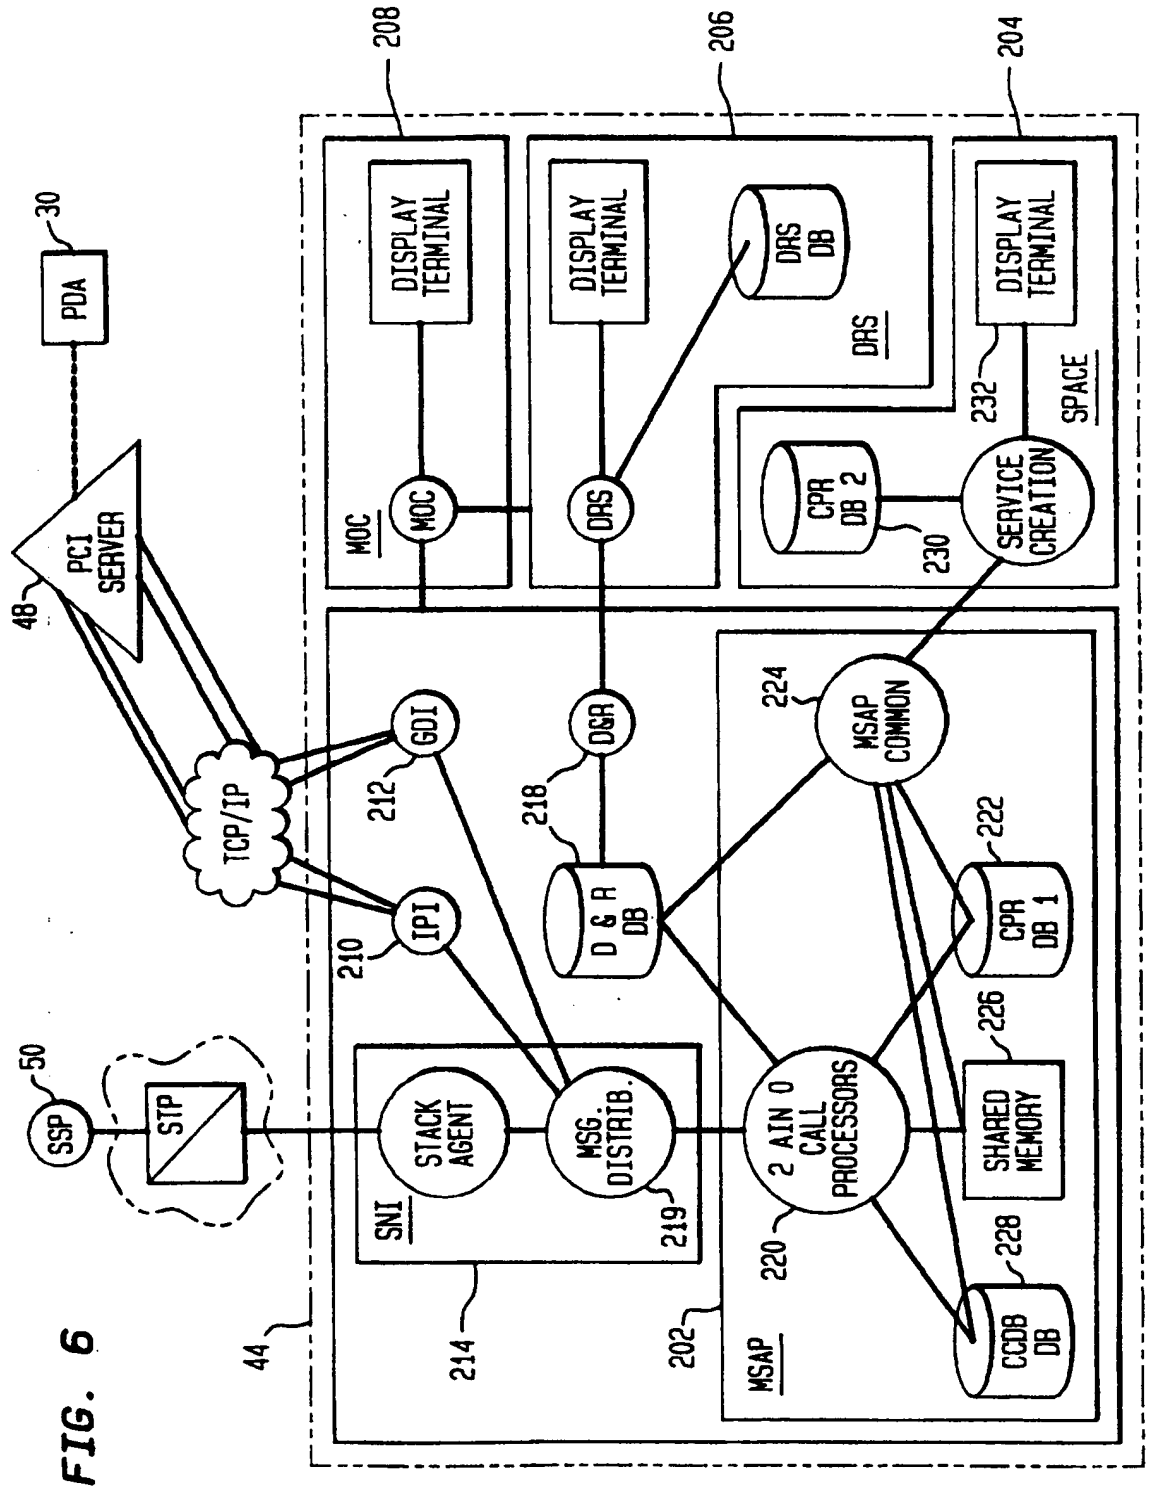 FIG. 6
44
SSP
50
STP
TCP/IP
48
PCI
SERVER
PDA
30
214
SNI
STACK
AGENT
MSG.
DISTRIB.
219
210
IPI
212
GDI
D & R
DB
218
D&R
202
MSAP
220
2 AIN 0
CALL
PROCESSORS
224
MSAP
COMMON
CCDB
DB
228
SHARED
MEMORY
226
CPR
DB 1
222
MOC
MOC
DISPLAY
TERMINAL
208
DRS
DISPLAY
TERMINAL
DRS
DB
DRS
206
CPR
DB 2
230
SERVICE
CREATION
232
DISPLAY
TERMINAL
SPACE
204